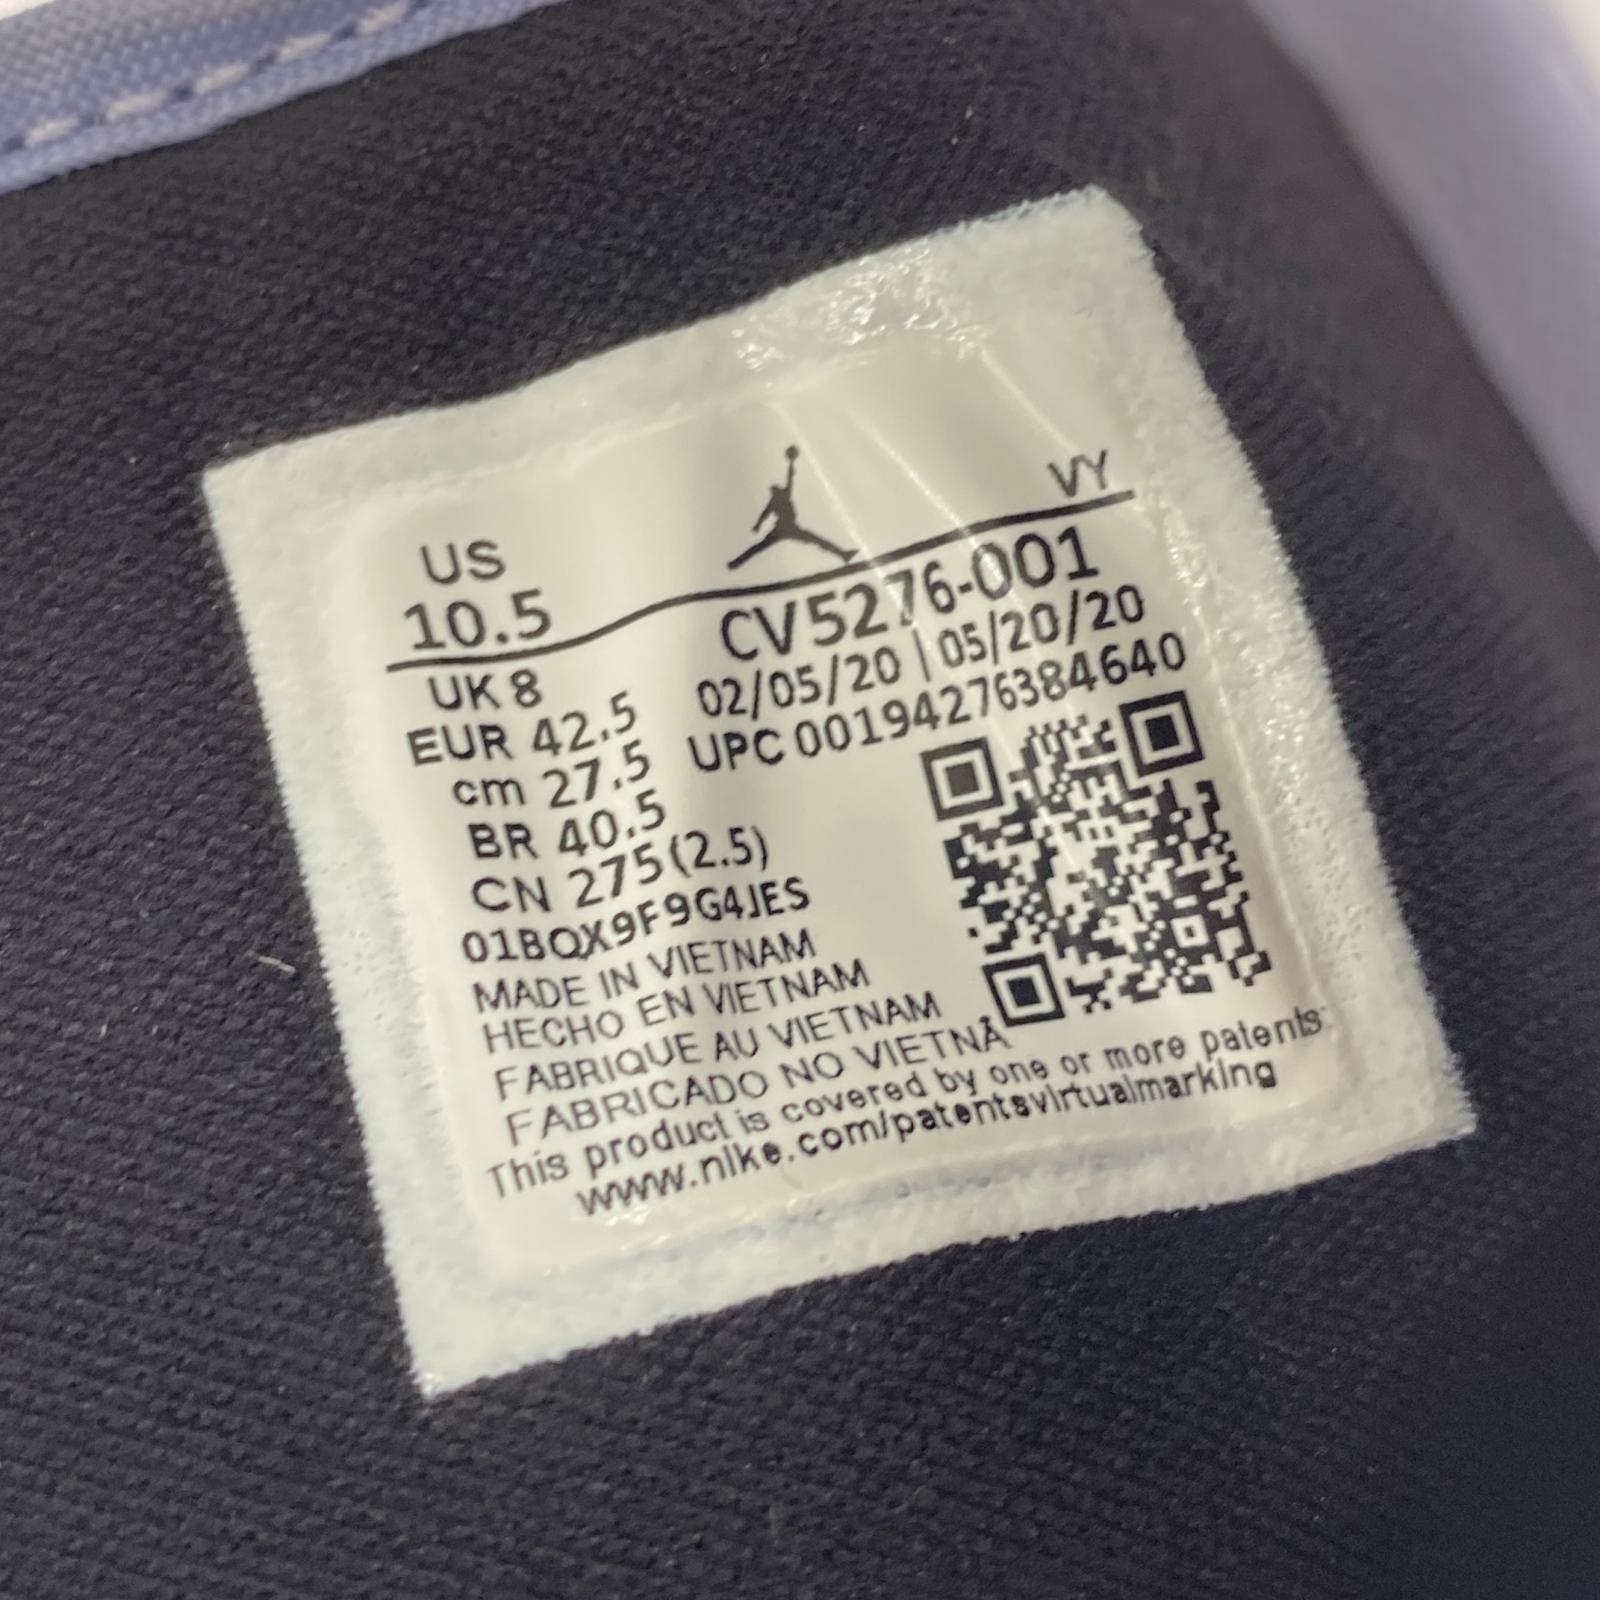 US
10.5
VY
CV5276-001
02/05/20 | 05/20/20
UPC 00194276384640
UK 8
EUR 42.5
cm 27.5
BR 40.5
CN 275(2.5)
01BQX9F9G4JES
MADE IN VIETNAM
HECHO EN VIETNAM
FABRIQUE AU VIETNAM
FABRICADO NO VIETNÃ
This product is covered by one or more patents:
www.nike.com/patentsvirtualmarking